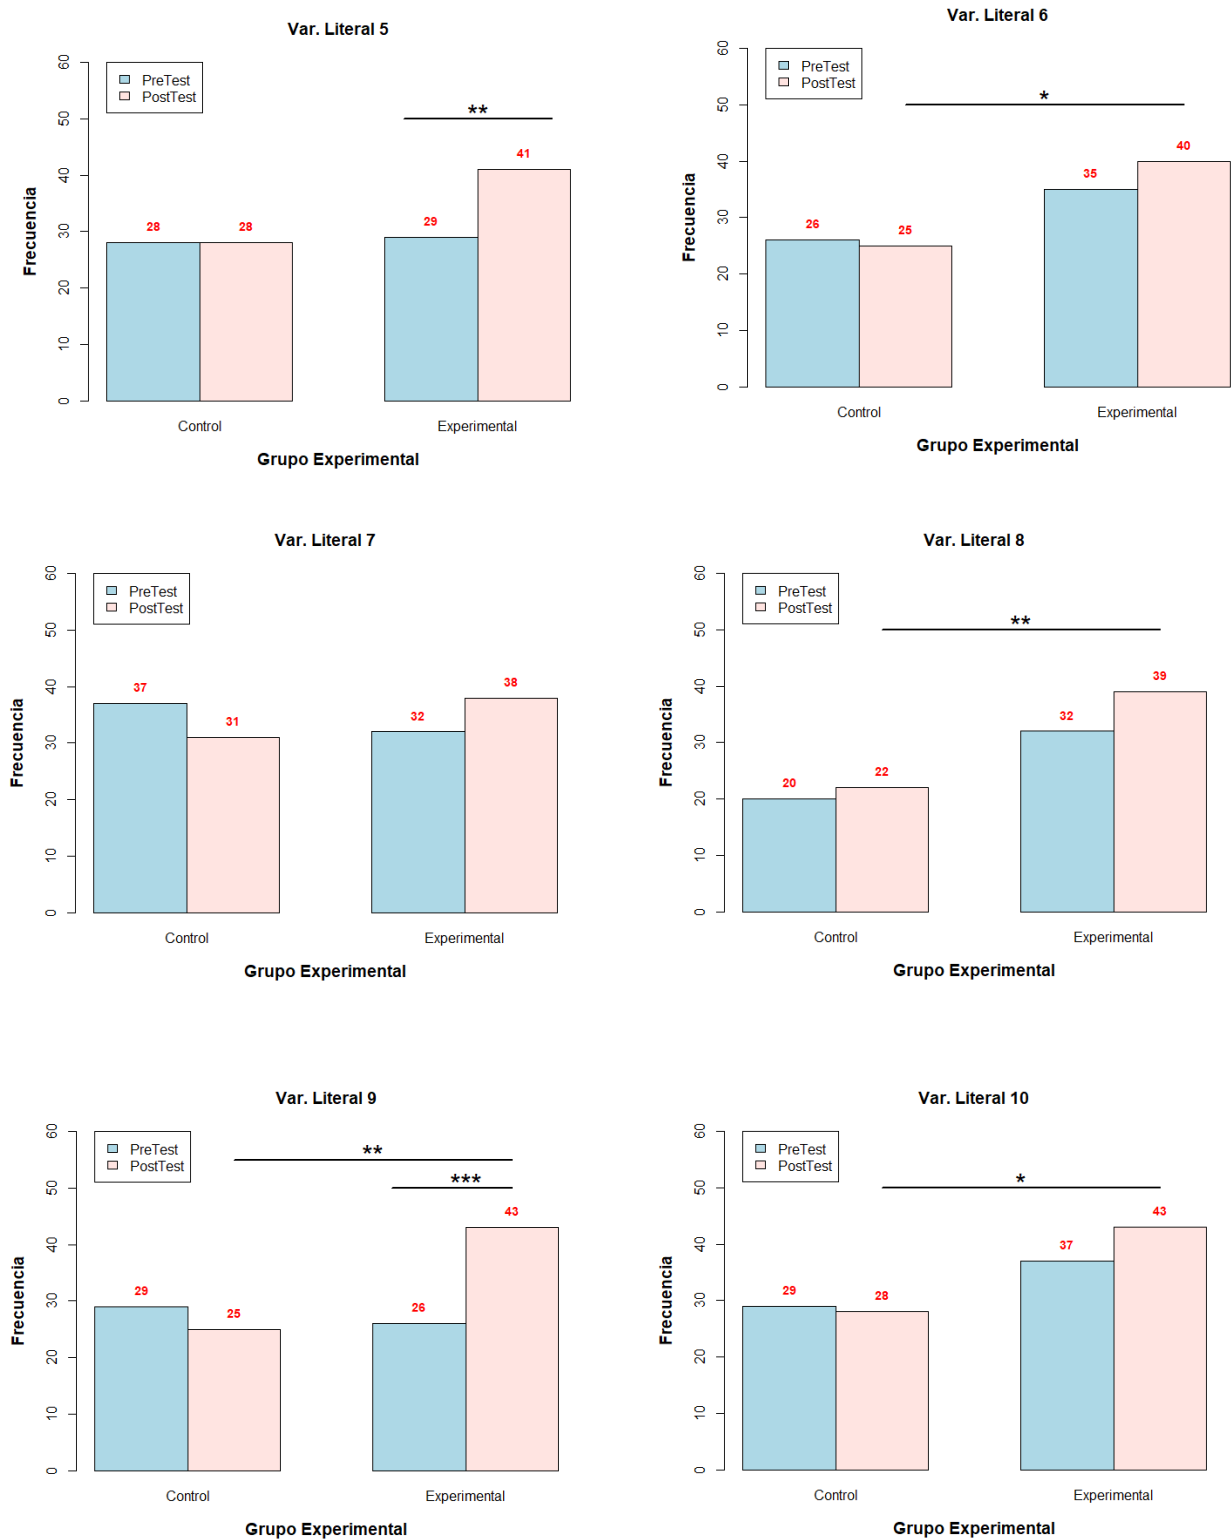 Var. Literal 5
60
50
40
30
20
10
0
Frecuencia
PreTest
PostTest
**
28
28
29
41
Control
Experimental
Grupo Experimental
Var. Literal 6
60
50
40
30
20
10
0
Frecuencia
PreTest
PostTest
*
26
25
35
40
Control
Experimental
Grupo Experimental
Var. Literal 7
60
50
40
30
20
10
0
Frecuencia
PreTest
PostTest
37
31
32
38
Control
Experimental
Grupo Experimental
Var. Literal 8
60
50
40
30
20
10
0
Frecuencia
PreTest
PostTest
**
20
22
32
39
Control
Experimental
Grupo Experimental
Var. Literal 9
60
50
40
30
20
10
0
Frecuencia
PreTest
PostTest
**
***
29
25
26
43
Control
Experimental
Grupo Experimental
Var. Literal 10
60
50
40
30
20
10
0
Frecuencia
PreTest
PostTest
*
29
28
37
43
Control
Experimental
Grupo Experimental